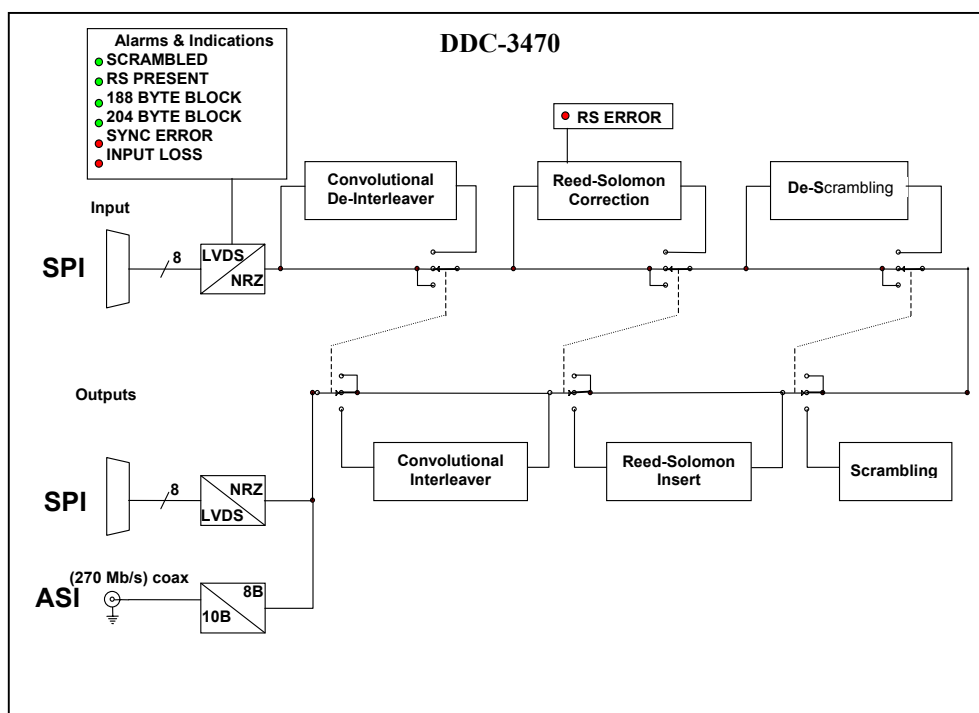 DDC-3470
Alarms & Indications
SCRAMBLED
RS PRESENT
188 BYTE BLOCK
204 BYTE BLOCK
SYNC ERROR
INPUT LOSS
RS ERROR
Convolutional
De-Interleaver
Reed-Solomon
Correction
De-Scrambling
Input
SPI
8
LVDS
NRZ
Outputs
Convolutional
Interleaver
Reed-Solomon
Insert
Scrambling
SPI
8
NRZ
LVDS
(270 Mb/s) coax
ASI
8B
10B